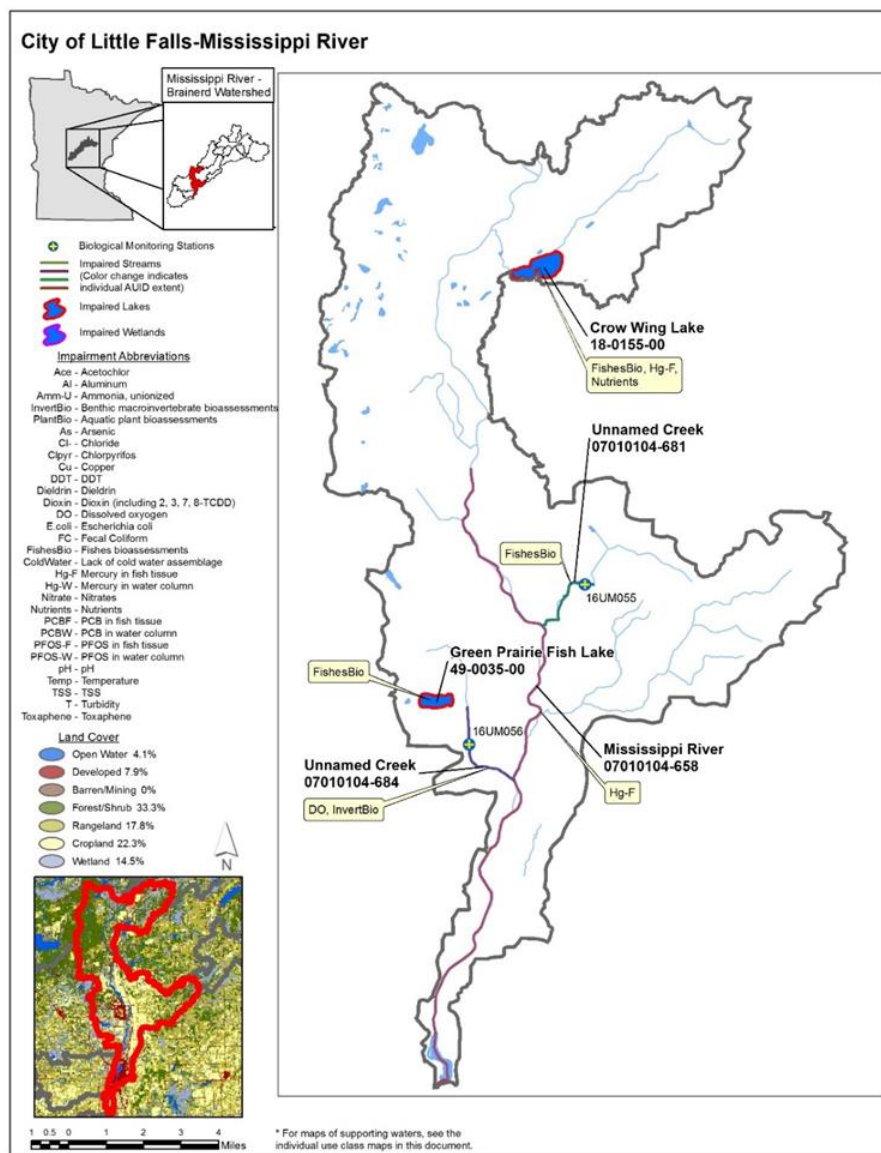 City of Little Falls-Mississippi River
Mississippi River -
Brainerd Watershed
Biological Monitoring Stations
Impaired Streams
(Color change indicates
individual AUID extent)
Impaired Lakes
Impaired Wetlands
Impairment Abbreviations
Ace - Acetochlor
Al - Aluminum
Amm-U - Ammonia, unionized
InvertBio - Benthic macroinvertebrate bioassessments
PlantBio - Aquatic plant bioassessments
As - Arsenic
Cl- - Chloride
Clpyr - Chlorpyrifos
Cu - Copper
DDT - DDT
Dieldrin - Dieldrin
Dioxin - Dioxin (including 2, 3, 7, 8-TCDD)
DO - Dissolved oxyogen
E.coli - Escherichia coli
FC - Fecal Coliform
FishesBio - Fishes bioassessments
ColdWater - Lack of cold water assemblage
Hg-F Mercury in fish tissue
Hg-W - Mercury in water column
Nitrate - Nitrates
Nutrients - Nutrients
PCBF - PCB in fish tissue
PCBW - PCB in water column
PFOS-F - PFOS in fish tissue
PFOS-W - PFOS in water column
pH - pH
Temp - Temperature
TSS - TSS
T - Turbidity
Toxaphene - Toxaphene
Land Cover
Open Water 4.1%
Developed 7.9%
Barren/Mining 0%
Forest/Shrub 33.3%
Rangeland 17.8%
Cropland 22.3%
Wetland 14.5%
N
1 0.5 0 1 2 3 4
Miles
Crow Wing Lake
18-0155-00
FishesBio, Hg-F,
Nutrients
Unnamed Creek
07010104-681
FishesBio
16UM055
Green Prairie Fish Lake
49-0035-00
FishesBio
16UM056
Unnamed Creek
07010104-684
DO, InvertBio
Mississippi River
07010104-658
Hg-F
* For maps of supporting waters, see the
individual use class maps in this document.